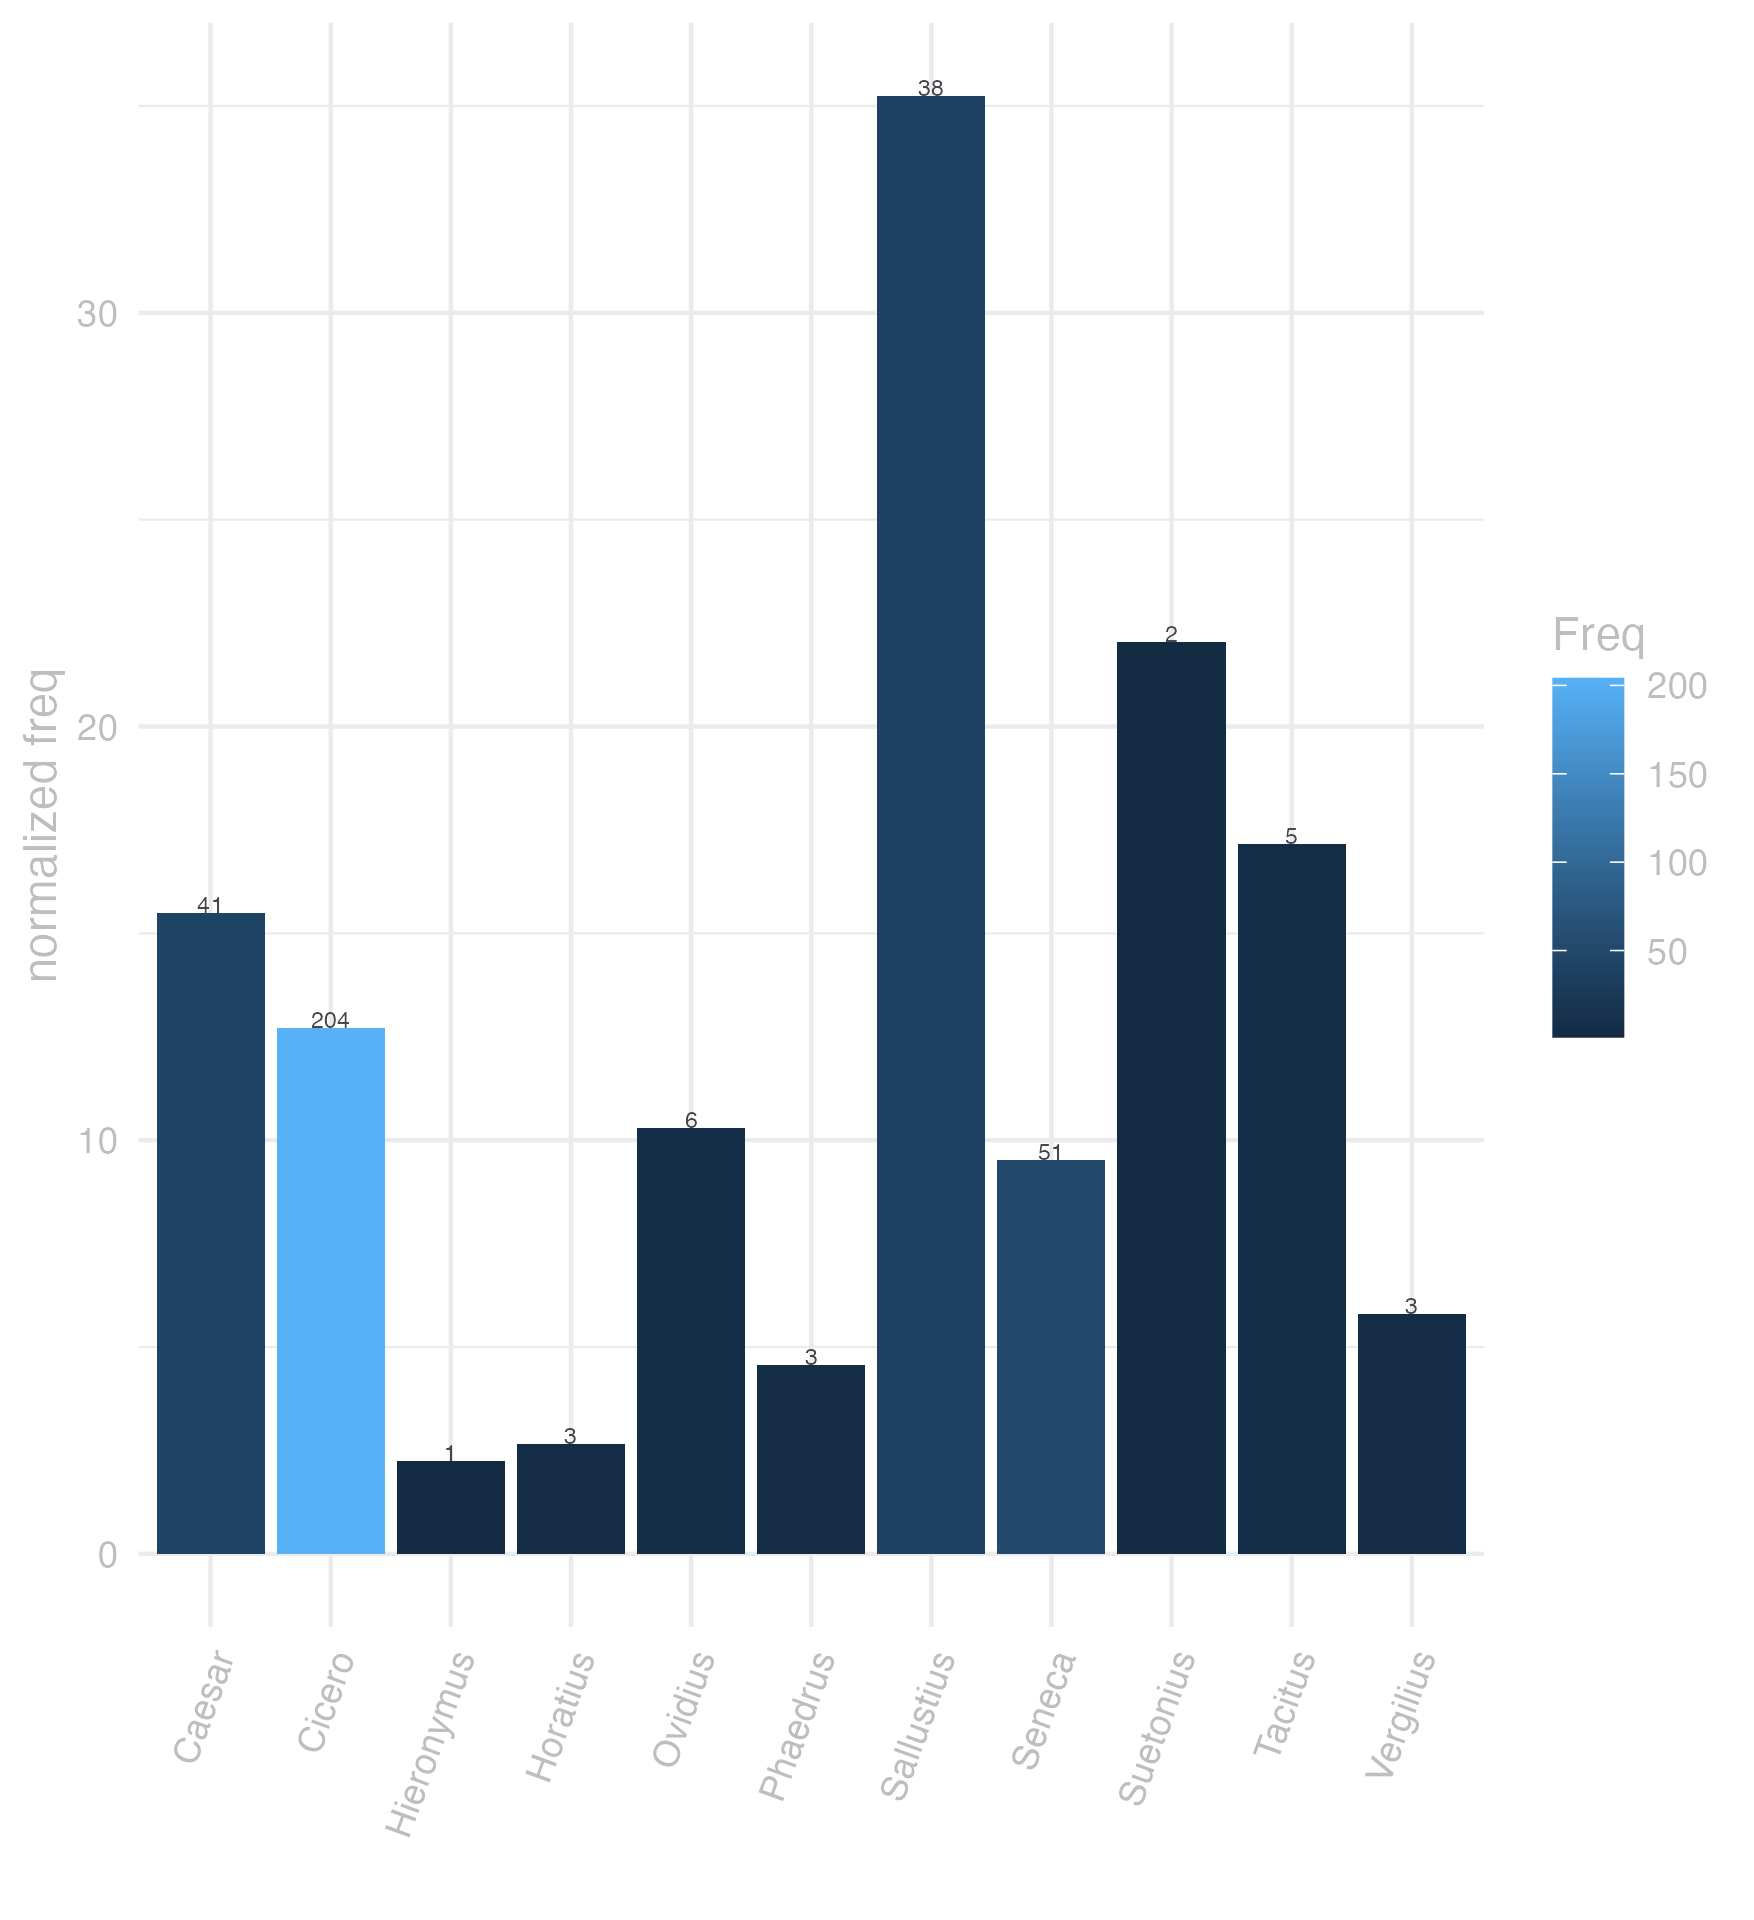 38
30
2
Freq
200
normalized freq
20
150
5
100
41
50
204
6
10
51
3
3
3
1
0
Caesar
Cicero
Hieronymus
Horatius
Ovidius
Phaedrus
Sallustius
Seneca
Suetonius
Tacitus
Vergilius